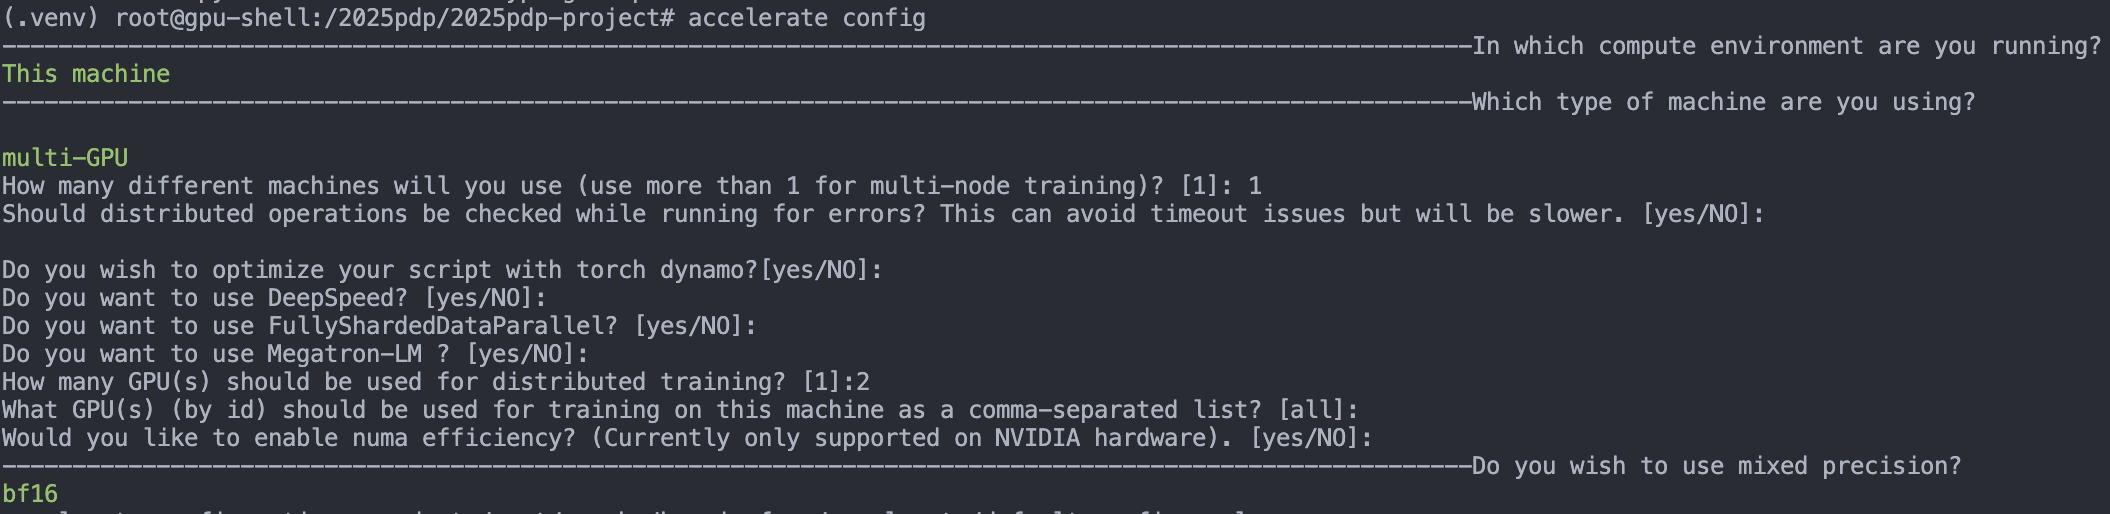 (.venv) root@gpu-shell:/2025pdp/2025pdp-project# accelerate config
In which compute environment are you running?
This machine
Which type of machine are you using?
multi-GPU
How many different machines will you use (use more than 1 for multi-node training)? [1]: 1
Should distributed operations be checked while running for errors? This can avoid timeout issues but will be slower. [yes/NO]:
Do you wish to optimize your script with torch dynamo?[yes/NO]:
Do you want to use DeepSpeed? [yes/NO]:
Do you want to use FullyShardedDataParallel? [yes/NO]:
Do you want to use Megatron-LM ? [yes/NO]:
How many GPU(s) should be used for distributed training? [1]:2
What GPU(s) (by id) should be used for training on this machine as a comma-separated list? [all]:
Would you like to enable numa efficiency? (Currently only supported on NVIDIA hardware). [yes/NO]:
Do you wish to use mixed precision?
bf16